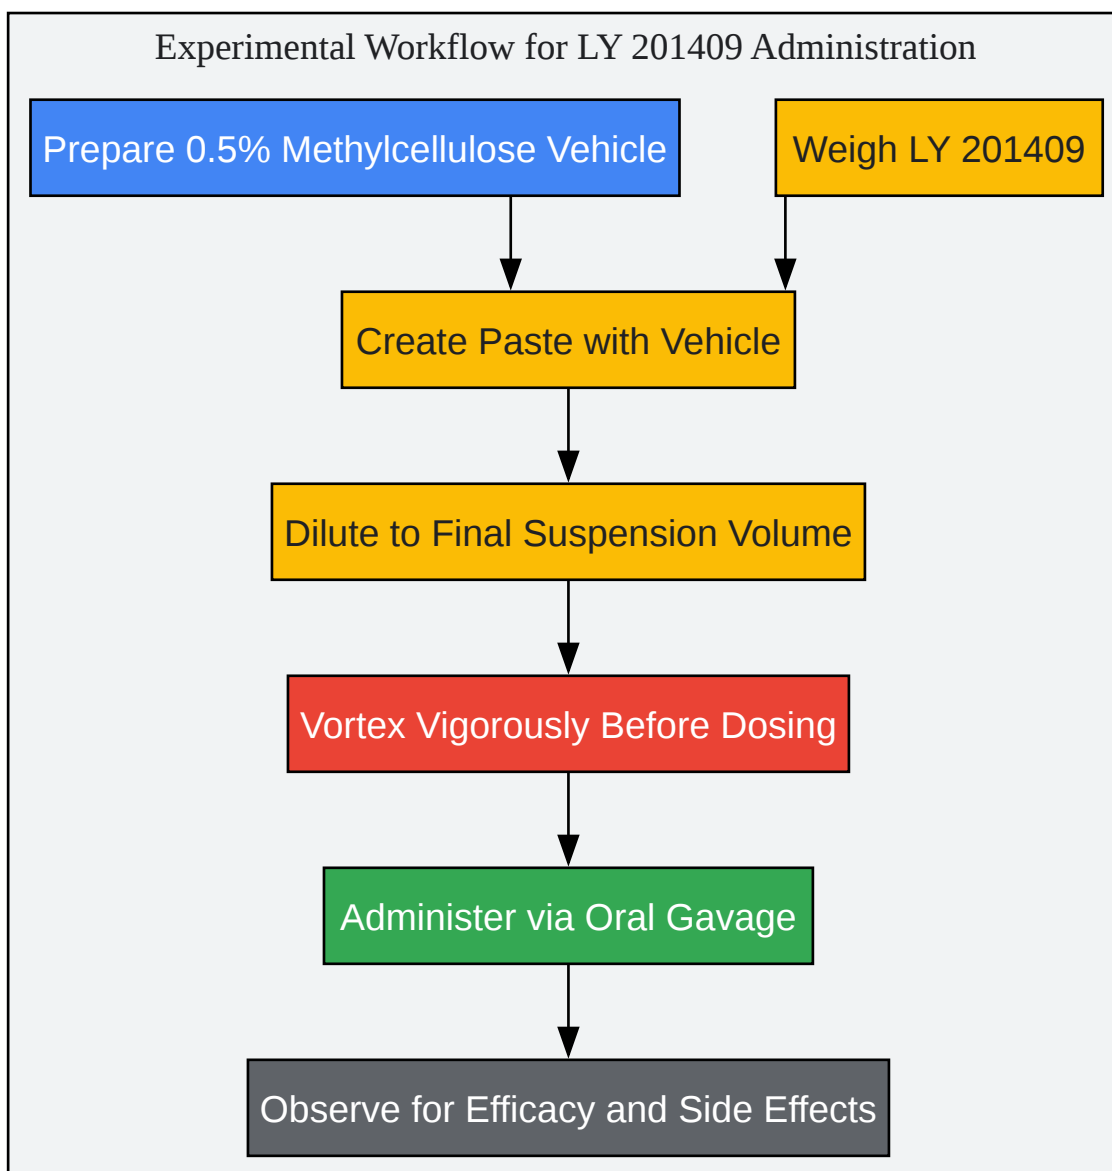 Experimental Workflow for LY 201409 Administration
Prepare 0.5% Methylcellulose Vehicle
Weigh LY 201409
Create Paste with Vehicle
Dilute to Final Suspension Volume
Vortex Vigorously Before Dosing
Administer via Oral Gavage
Observe for Efficacy and Side Effects